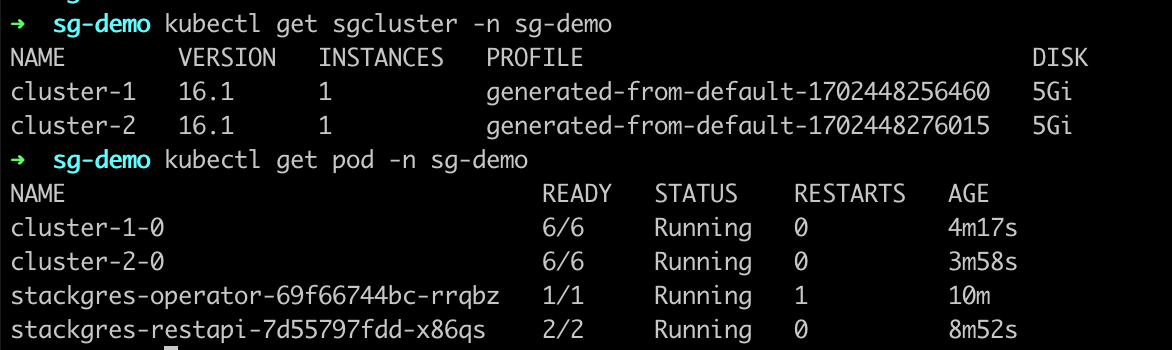 ➜  sg-demo kubectl get sgcluster -n sg-demo
NAME        VERSION   INSTANCES   PROFILE                                DISK
cluster-1   16.1      1           generated-from-default-1702448256460   5Gi
cluster-2   16.1      1           generated-from-default-1702448276015   5Gi
➜  sg-demo kubectl get pod -n sg-demo
NAME                                  READY   STATUS    RESTARTS   AGE
cluster-1-0                           6/6     Running   0          4m17s
cluster-2-0                           6/6     Running   0          3m58s
stackgres-operator-69f66744bc-rrqbz   1/1     Running   1          10m
stackgres-restapi-7d55797fdd-x86qs    2/2     Running   0          8m52s